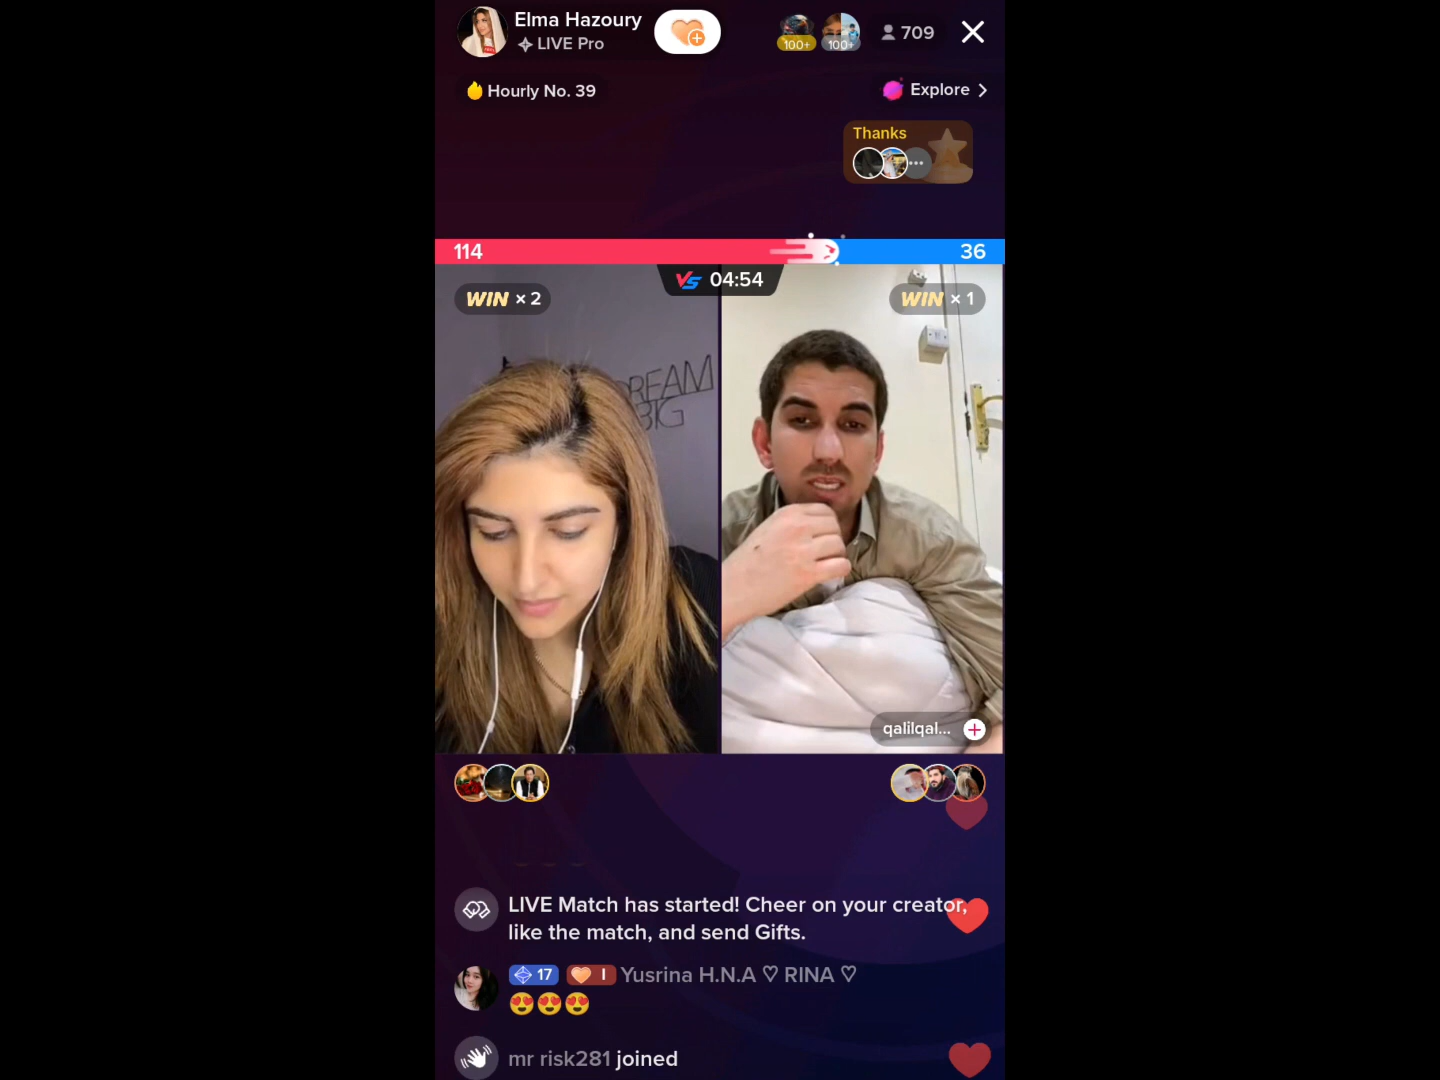 Elma Hazoury
LIVE Pro
100+
100+
709
Hourly No. 39
Explore
Thanks
114
36
VS 04:54
WIN × 2
WIN × 1
DREAM
BIG
qalilqal...
LIVE Match has started! Cheer on your creator,
like the match, and send Gifts.
17
I
Yusrina H.N.A ♡ RINA ♡
😍😍😍
mr risk281 joined